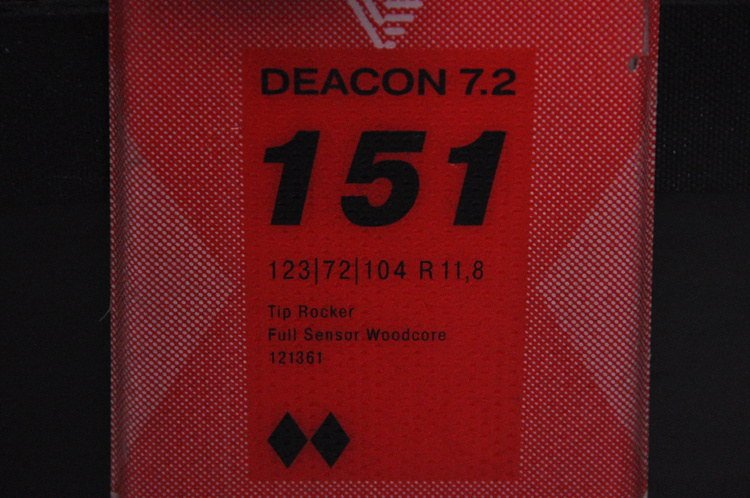 DEACON 7.2
151
123|72|104 R 11,8
Tip Rocker
Full Sensor Woodcore
121361